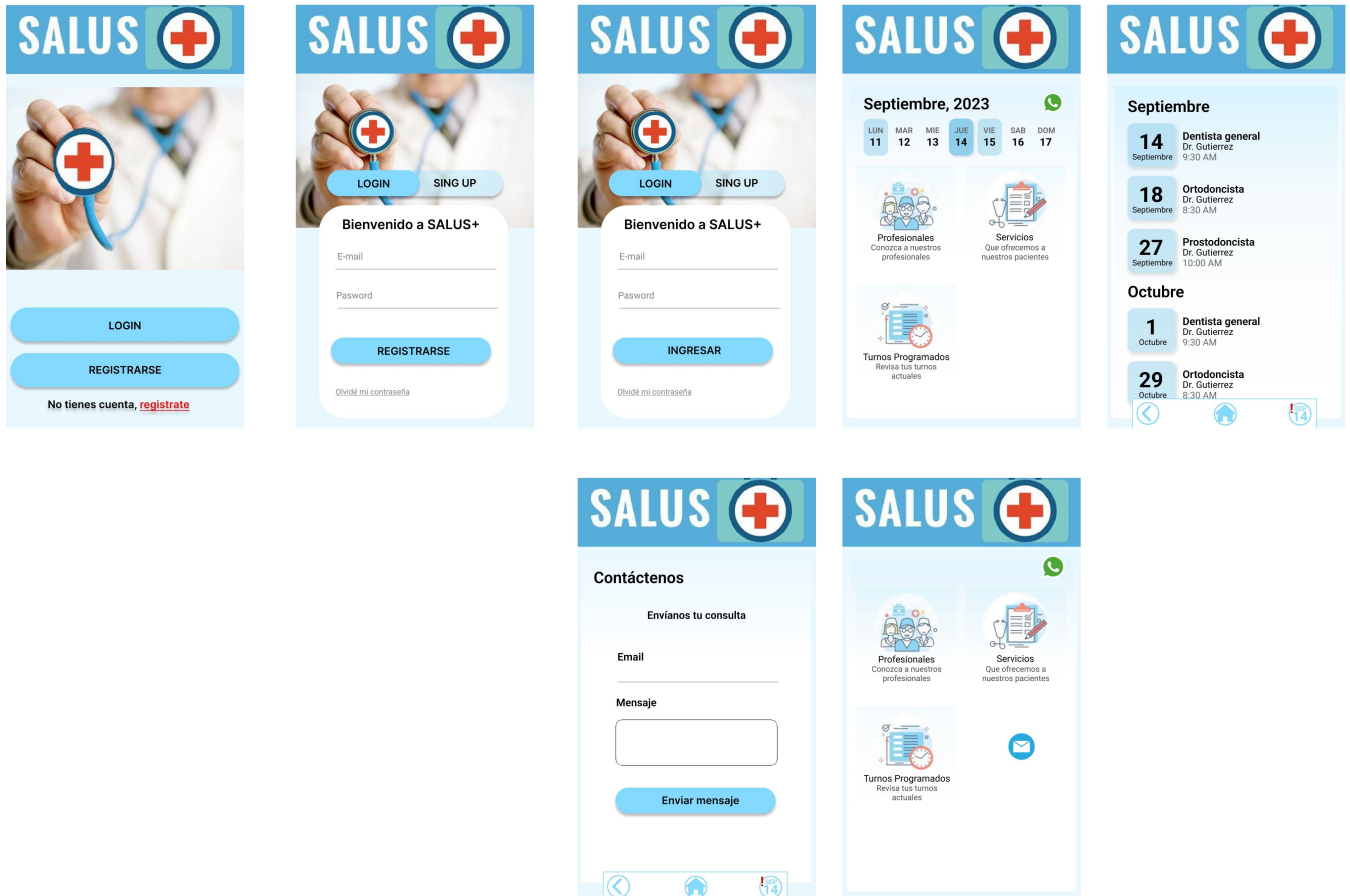 SALUS
LOGIN
REGISTRARSE
No tienes cuenta, registrate
SALUS
LOGIN SING UP
Bienvenido a SALUS+
E-mail
Pasword
REGISTRARSE
Olvidé mi contraseña
SALUS
LOGIN SING UP
Bienvenido a SALUS+
E-mail
Pasword
INGRESAR
Olvidé mi contraseña
SALUS
Septiembre, 2023
LUN MAR MIE JUE VIE SAB DOM
11 12 13 14 15 16 17
Profesionales
Conozca a nuestros
profesionales
Servicios
Que ofrecemos a
nuestros pacientes
Turnos Programados
Revisa tus turnos
actuales
SALUS
Septiembre
14
Septiembre
Dentista general
Dr. Gutierrez
9:30 AM
18
Septiembre
Ortodoncista
Dr. Gutierrez
8:30 AM
27
Septiembre
Prostodoncista
Dr. Gutierrez
10:00 AM
Octubre
1
Octubre
Dentista general
Dr. Gutierrez
9:30 AM
29
Octubre
Ortodoncista
Dr. Gutierrez
8:30 AM
! SEP
14
SALUS
Contáctenos
Envíanos tu consulta
Email
Mensaje
Enviar mensaje
! SEP
14
SALUS
Profesionales
Conozca a nuestros
profesionales
Servicios
Que ofrecemos a
nuestros pacientes
Turnos Programados
Revisa tus turnos
actuales